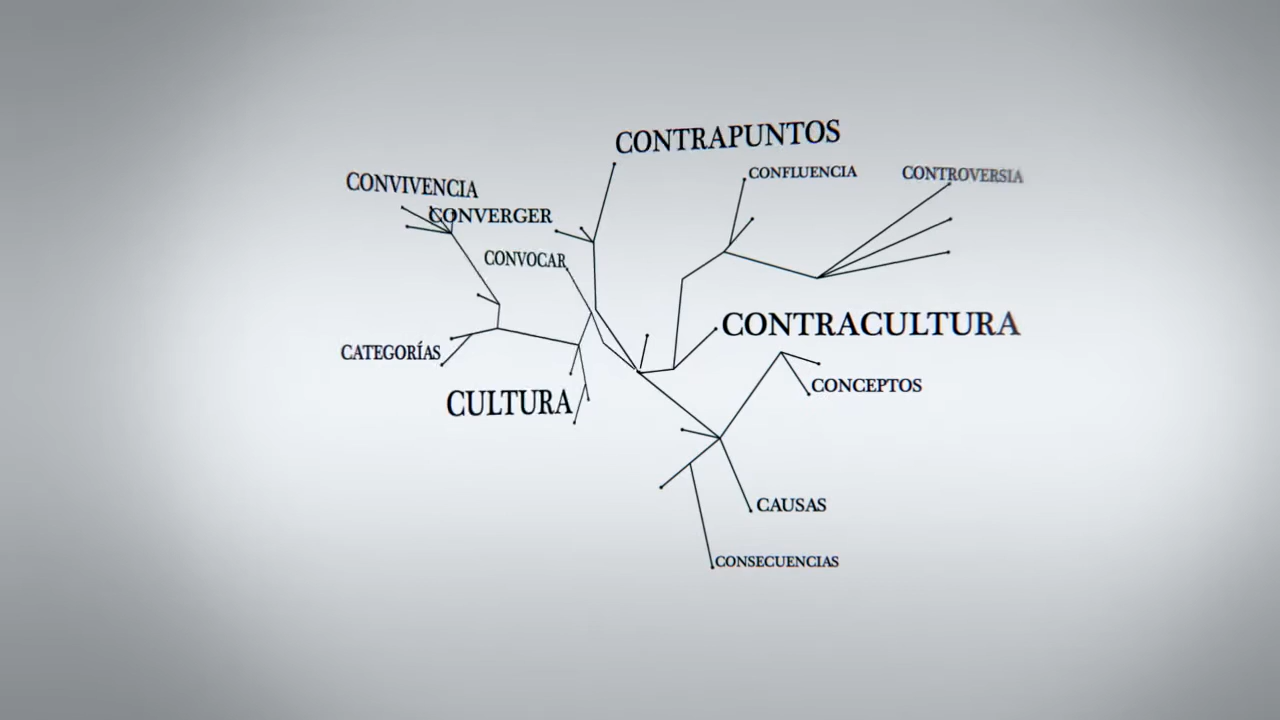 CONTRAPUNTOS
CONFLUENCIA
CONTROVERSIA
CONVIVENCIA
CONVERGER
CONVOCAR
CONTRACULTURA
CATEGORÍAS
CONCEPTOS
CULTURA
CAUSAS
CONSECUENCIAS